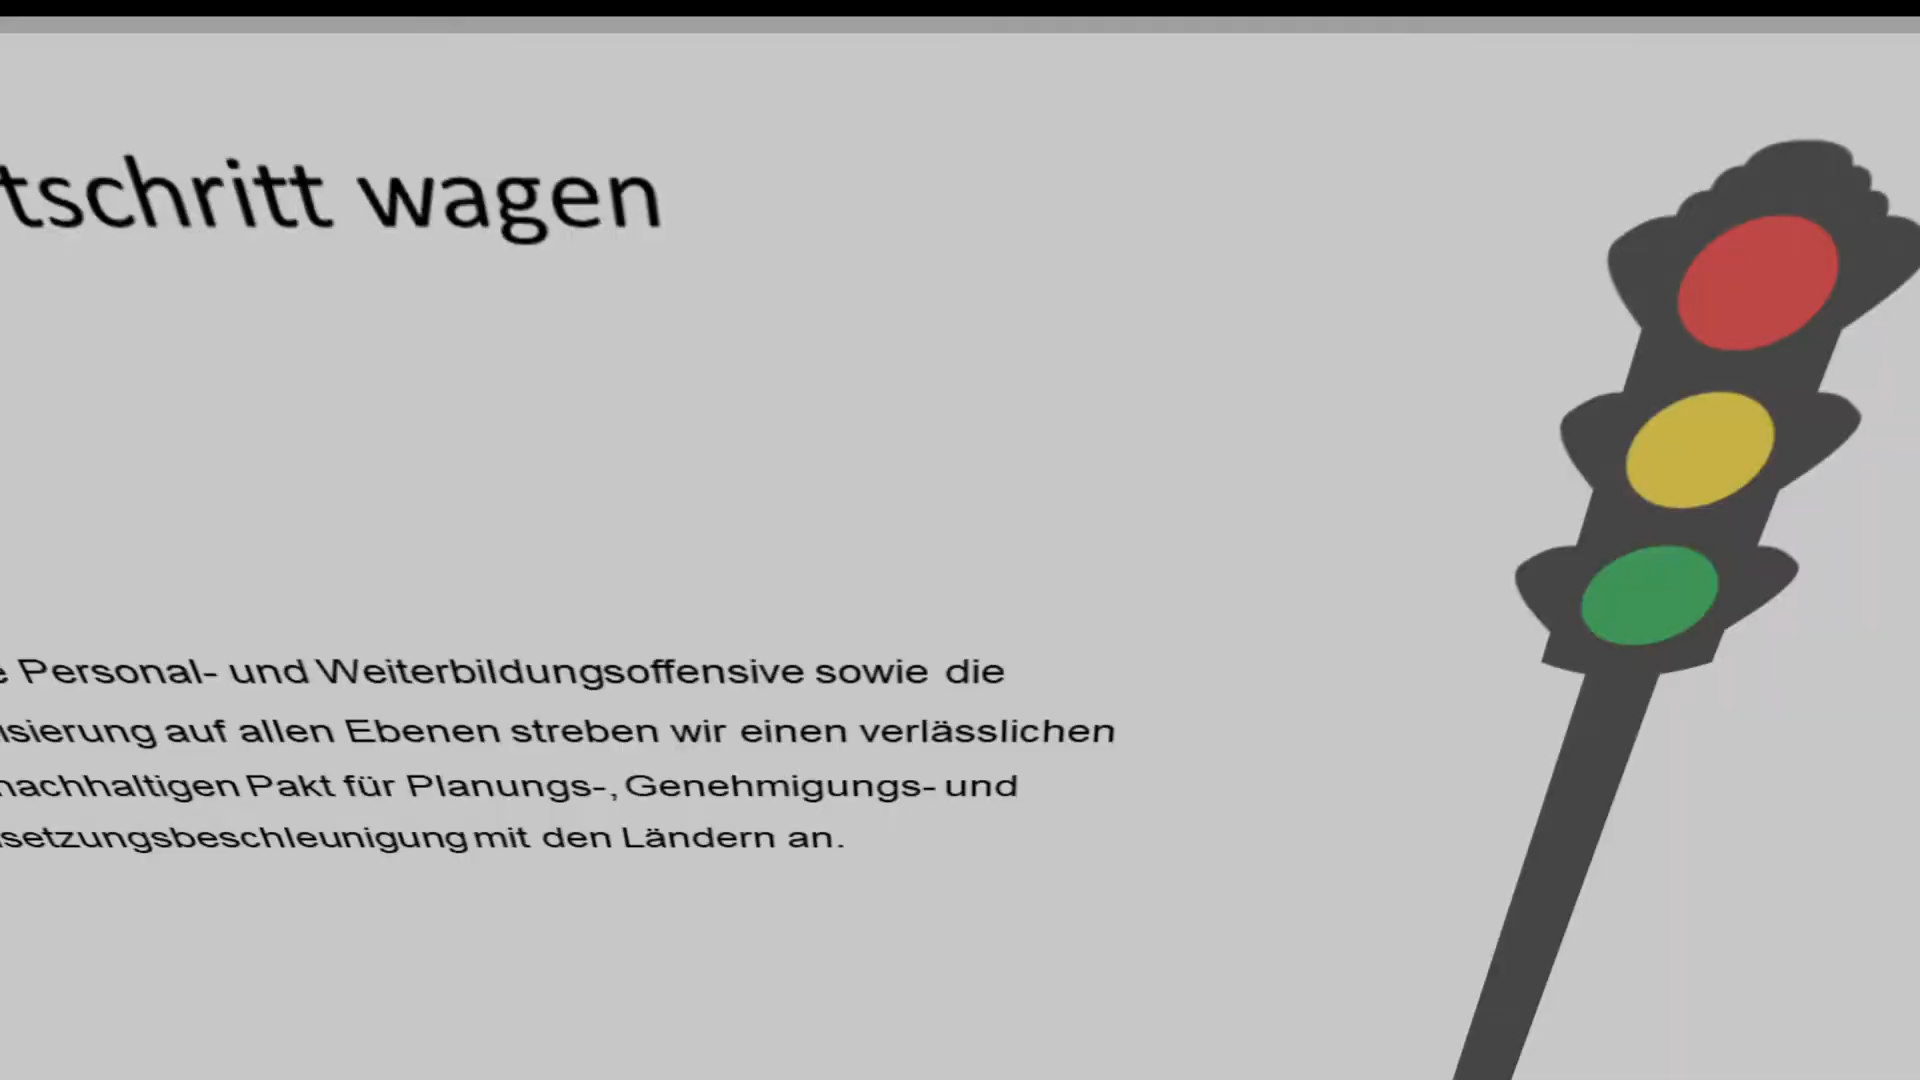 tschritt wagen
e Personal- und Weiterbildungsoffensive sowie die
isierung auf allen Ebenen streben wir einen verlässlichen
nachhaltigen Pakt für Planungs-, Genehmigungs- und
setzungsbeschleunigung mit den Ländern an.